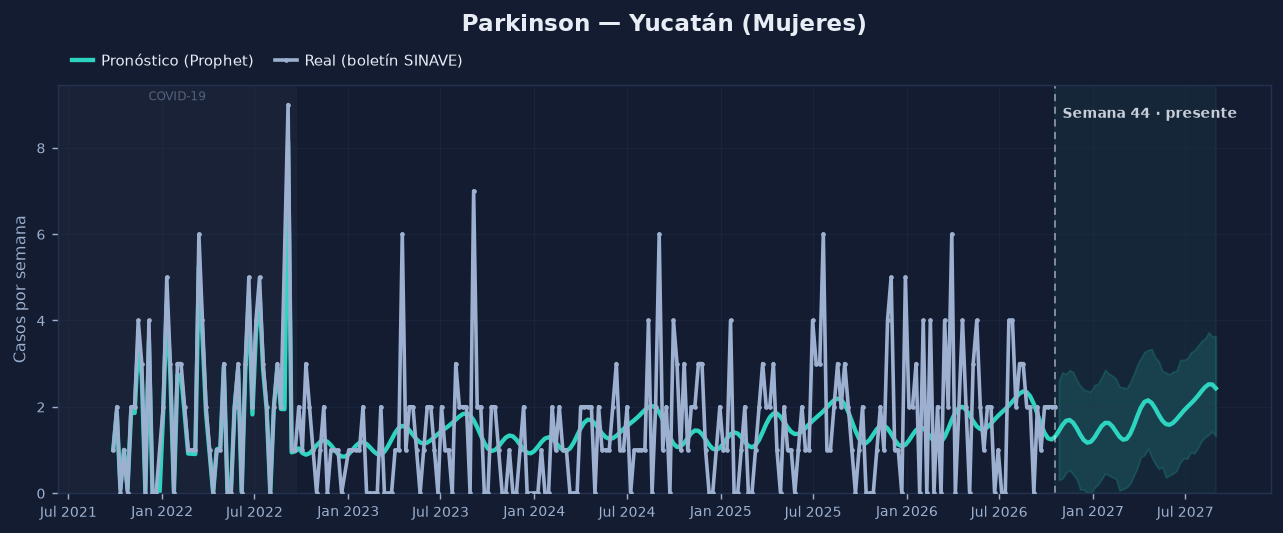 Parkinson — Yucatán (Mujeres)
Pronóstico (Prophet)
Real (boletín SINAVE)
COVID-19
Semana 44 · presente
Casos por semana
8
6
4
2
0
Jul 2021
Jan 2022
Jul 2022
Jan 2023
Jul 2023
Jan 2024
Jul 2024
Jan 2025
Jul 2025
Jan 2026
Jul 2026
Jan 2027
Jul 2027